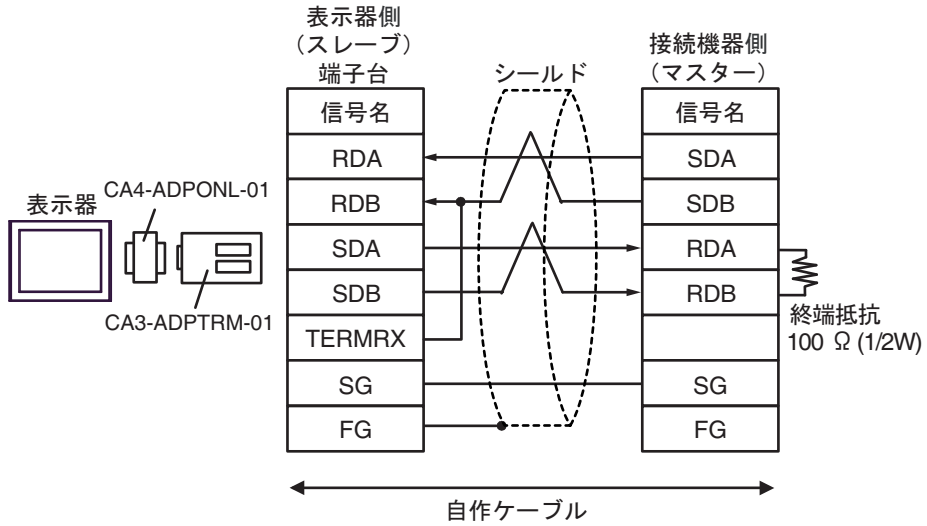 表示器側
（スレーブ）
端子台
シールド
接続機器側
（マスター）
信号名
信号名
RDA
SDA
RDB
SDB
SDA
RDA
SDB
RDB
TERMRX
SG
SG
FG
FG
表示器
CA4-ADPONL-01
CA3-ADPTRM-01
終端抵抗
100 Ω (1/2W)
自作ケーブル